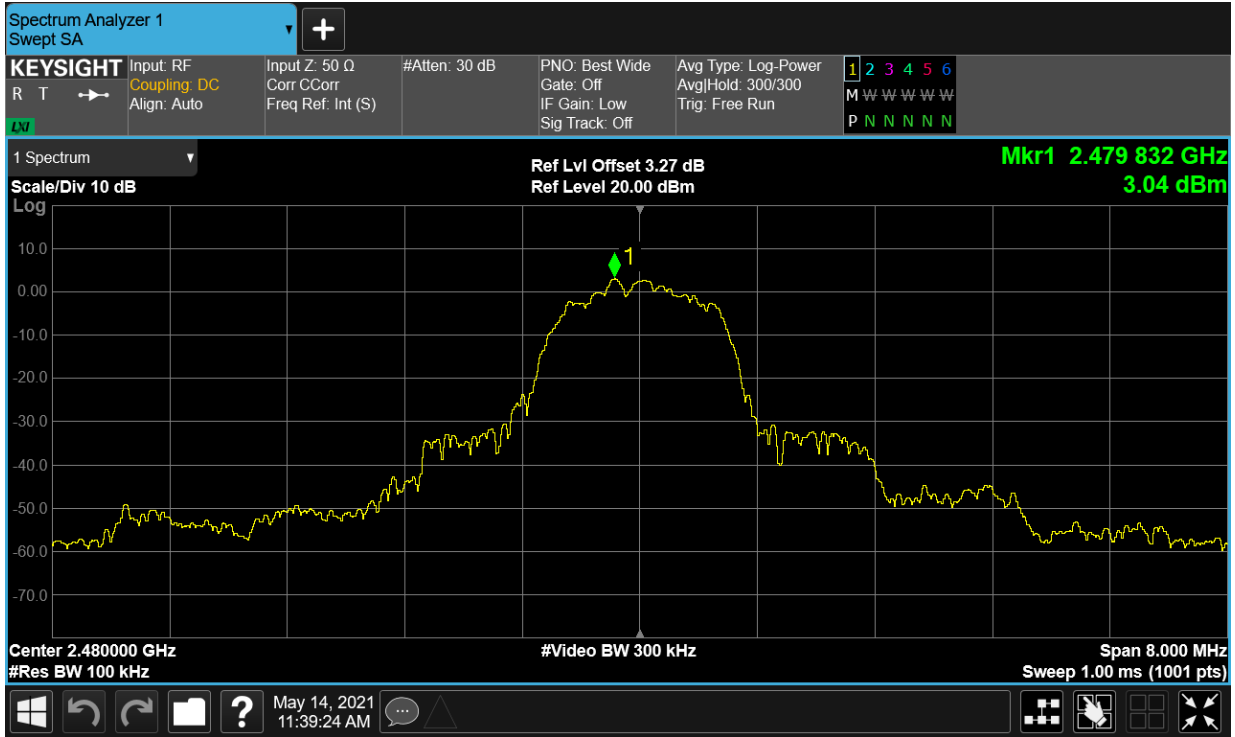 Spectrum Analyzer 1
Swept SA
KEYSIGHT
R T
LXI
Input: RF
Coupling: DC
Align: Auto
Input Z: 50 Ω
Corr CCorr
Freq Ref: Int (S)
#Atten: 30 dB
PNO: Best Wide
Gate: Off
IF Gain: Low
Sig Track: Off
Avg Type: Log-Power
Avg|Hold: 300/300
Trig: Free Run
1 2 3 4 5 6
M W W W W W
P N N N N N
1 Spectrum
Scale/Div 10 dB
Log
Ref Lvl Offset 3.27 dB
Ref Level 20.00 dBm
Mkr1 2.479 832 GHz
3.04 dBm
1
10.0
0.00
-10.0
-20.0
-30.0
-40.0
-50.0
-60.0
-70.0
Center 2.480000 GHz
#Res BW 100 kHz
#Video BW 300 kHz
Span 8.000 MHz
Sweep 1.00 ms (1001 pts)
?
May 14, 2021
11:39:24 AM